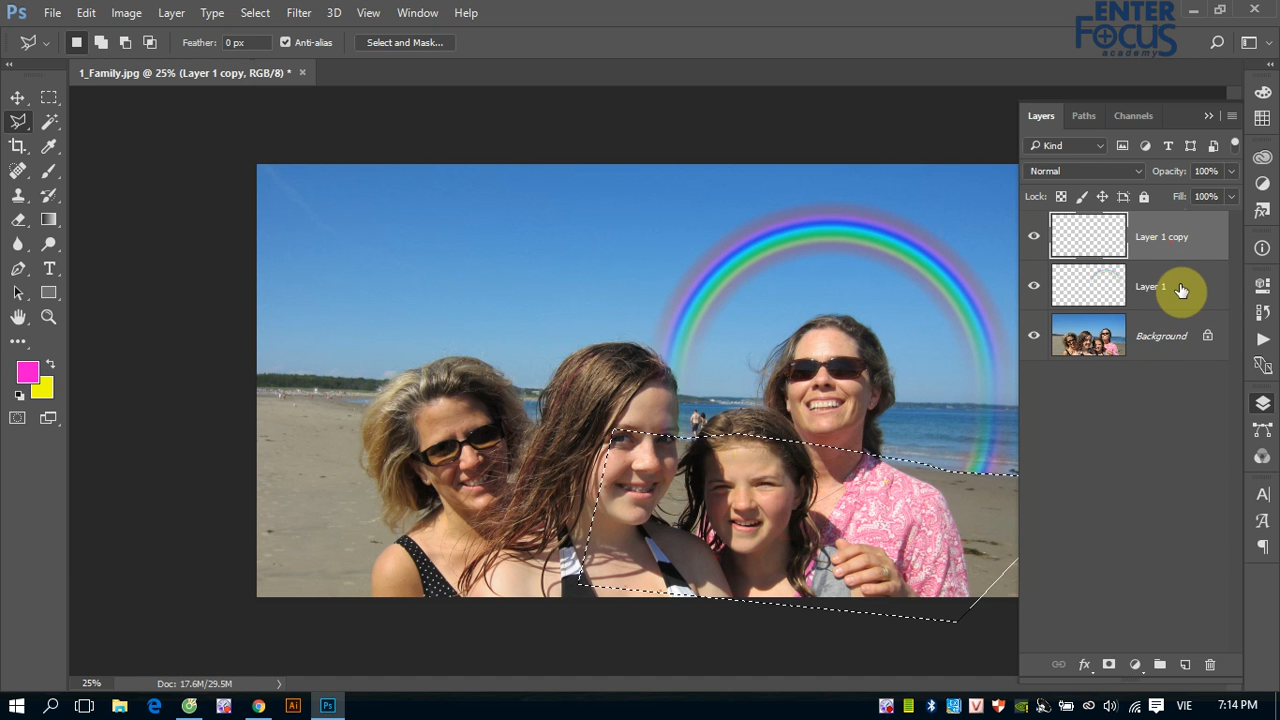 Ps File Edit Image Layer Type Select Filter 3D View Window Help
ENTER
FOCUS
academy
Feather: 0 px Anti-alias Select and Mask...
1_Family.jpg @ 25% (Layer 1 copy, RGB/8) *
Layers Paths Channels
Kind
Normal Opacity: 100%
Lock: Fill: 100%
Layer 1 copy
Layer 1
Background
fx
25% Doc: 17.6M/29.5M
Ai Ps VIE 7:14 PM